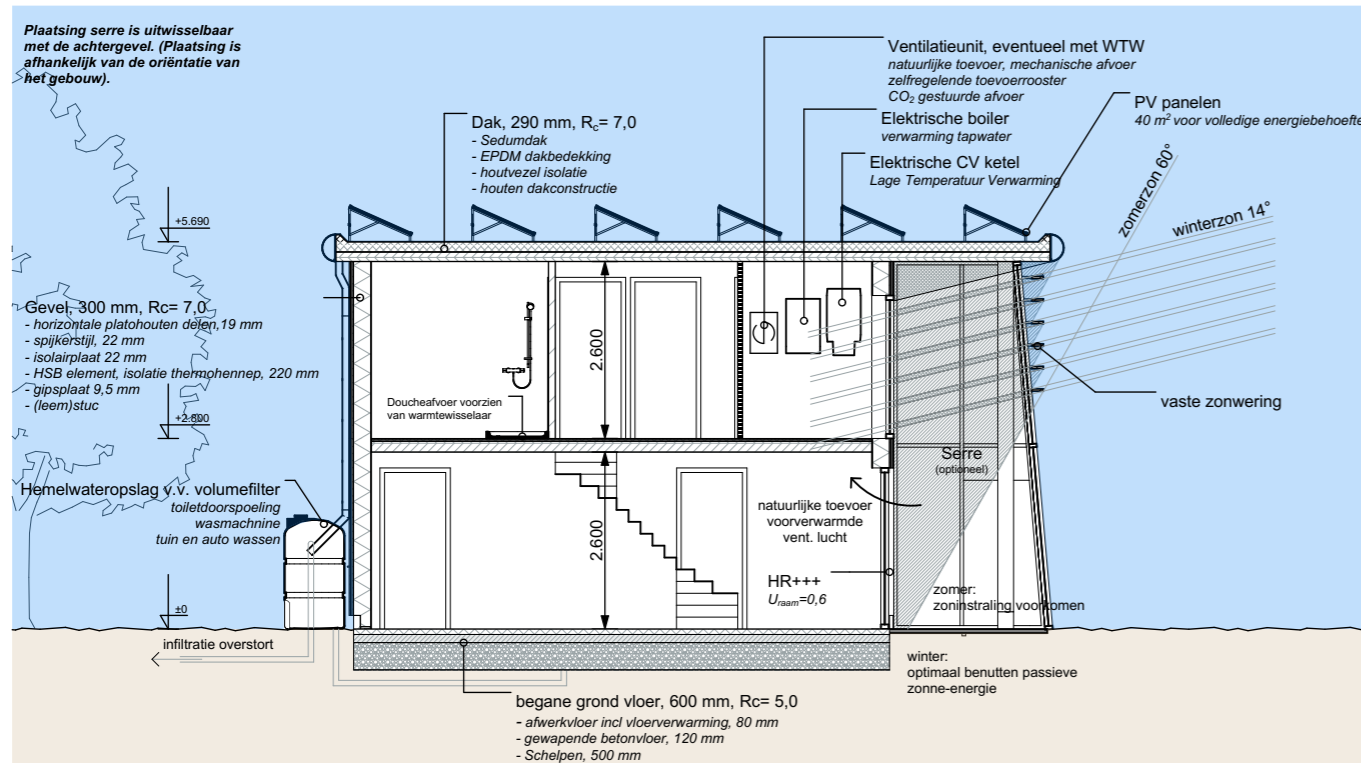 Plaatsing serre is uitwisselbaar
met de achtergevel. (Plaatsing is
afhankelijk van de oriëntatie van
het gebouw).
Ventilatieunit, eventueel met WTW
natuurlijke toevoer, mechanische afvoer
zelfregelende toevoerrooster
CO₂ gestuurde afvoer
Elektrische boiler
verwarming tapwater
Elektrische CV ketel
Lage Temperatuur Verwarming
PV panelen
40 m² voor volledige energiebehoefte
Dak, 290 mm, Rc= 7,0
- Sedumdak
- EPDM dakbedekking
- houtvezel isolatie
- houten dakconstructie
zomerzon 60°
winterzon 14°
+5.690
Gevel, 300 mm, Rc= 7,0
- horizontale platohouten delen,19 mm
- spijkerstijl, 22 mm
- isolairplaat 22 mm
- HSB element, isolatie thermohennep, 220 mm
- gipsplaat 9,5 mm
- (leem)stuc
+2.800
2.600
Doucheafvoer voorzien
van warmtewisselaar
vaste zonwering
Serre
(optioneel)
Hemelwateropslag v.v. volumefilter
toiletdoorspoeling
wasmachnine
tuin en auto wassen
2.600
natuurlijke toevoer
voorverwarmde
vent. lucht
HR+++
Uraam=0,6
zomer:
zoninstraling voorkomen
±0
infiltratie overstort
winter:
optimaal benutten passieve
zonne-energie
begane grond vloer, 600 mm, Rc= 5,0
- afwerkvloer incl vloerverwarming, 80 mm
- gewapende betonvloer, 120 mm
- Schelpen, 500 mm